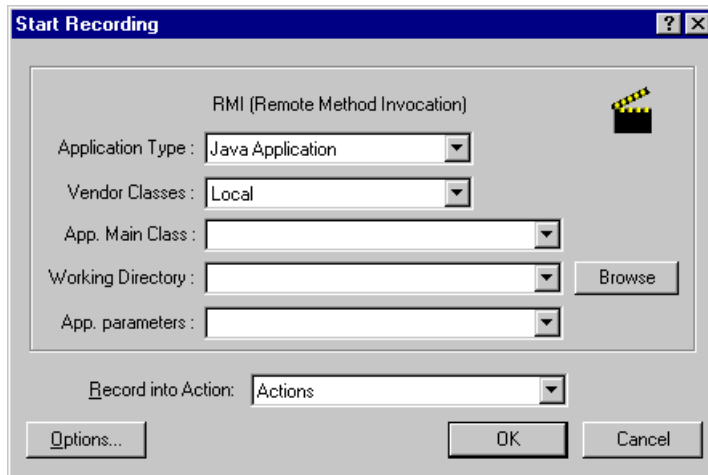 Start Recording
RMI (Remote Method Invocation)
Application Type : Java Application
Vendor Classes : Local
App. Main Class :
Working Directory : Browse
App. parameters :
Record into Action: Actions
Options... OK Cancel